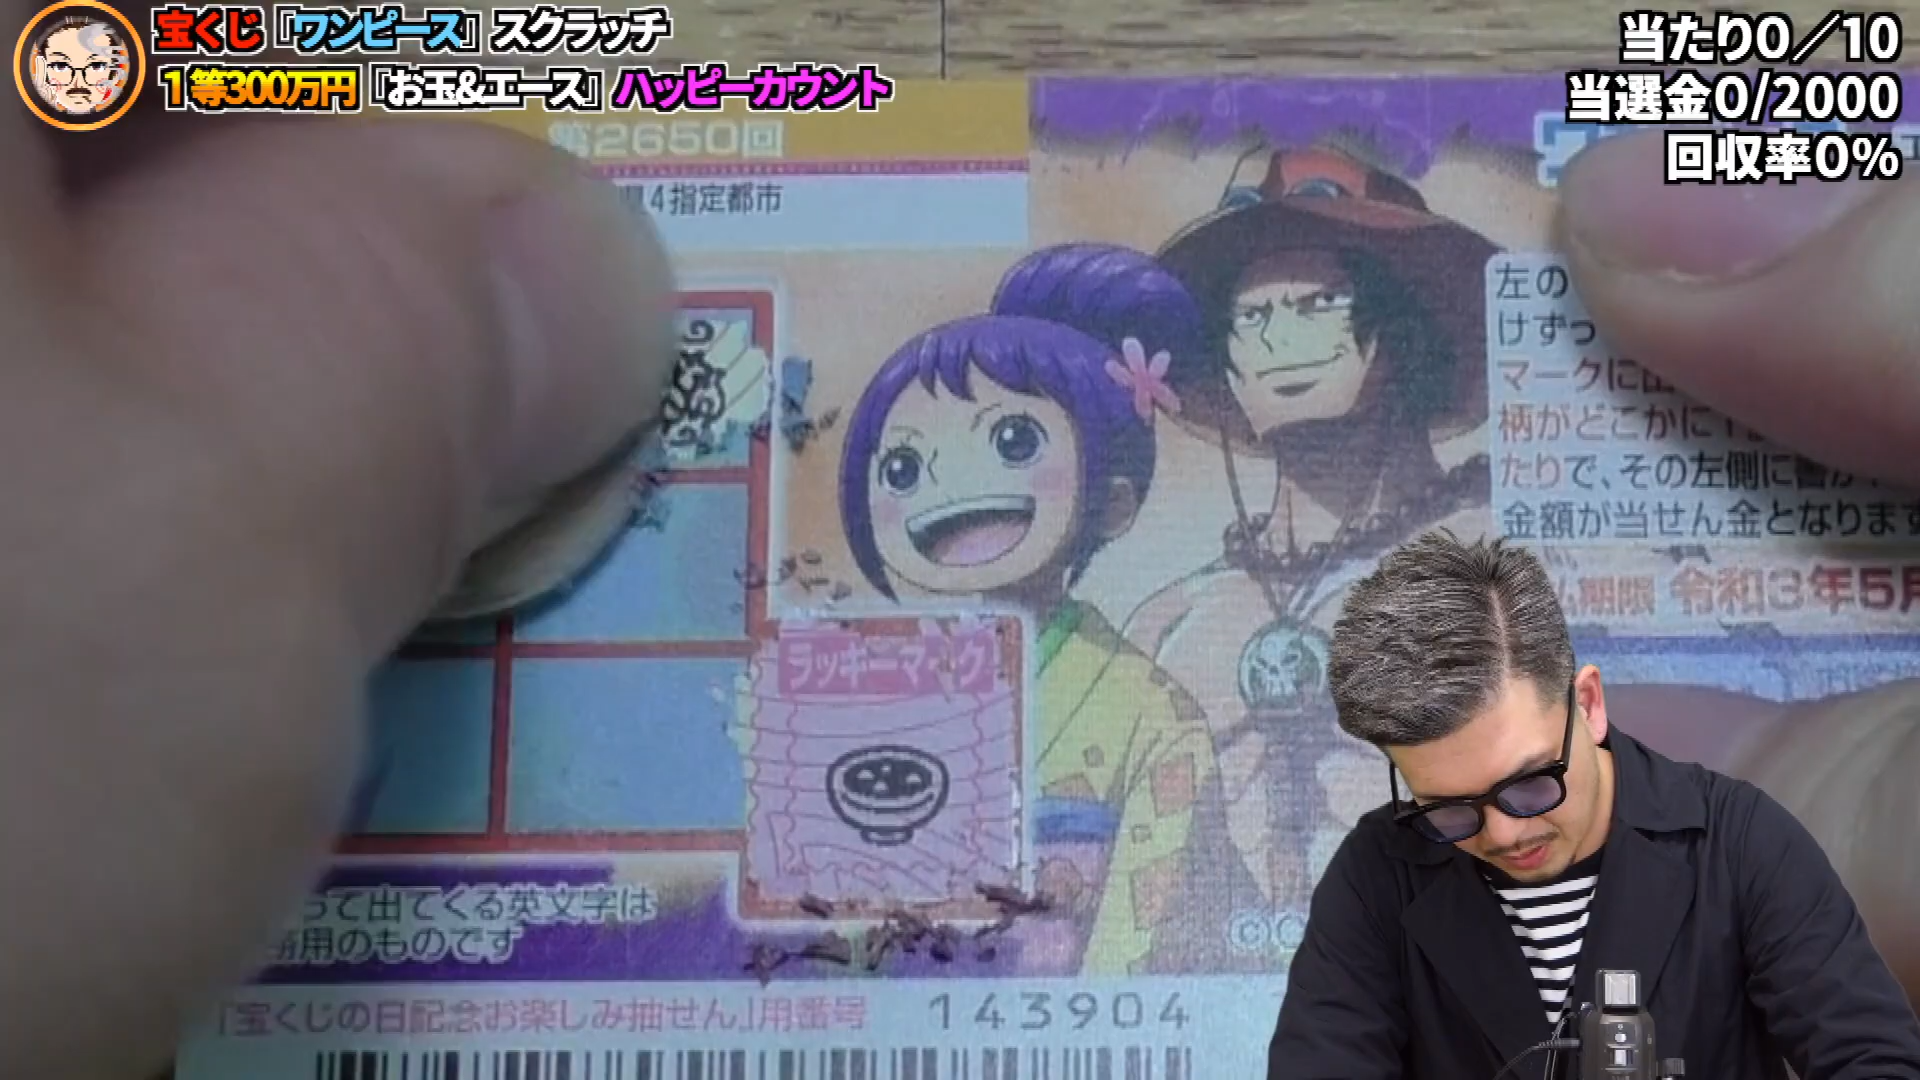 宝くじ『ワンピース』スクラッチ
1等300万円『お玉&エース』ハッピーカウント
当たり0/10
当選金0/2000
回収率0%
第2650回
4指定都市
左の
けずっ
マークに出
柄がどこかに1
たりで、その左側に書か
金額が当せん金となります
期限 令和3年5月
ラッキーマーク
って出てくる英文字は
用のものです
「宝くじの日記念お楽しみ抽せん」用番号 143904